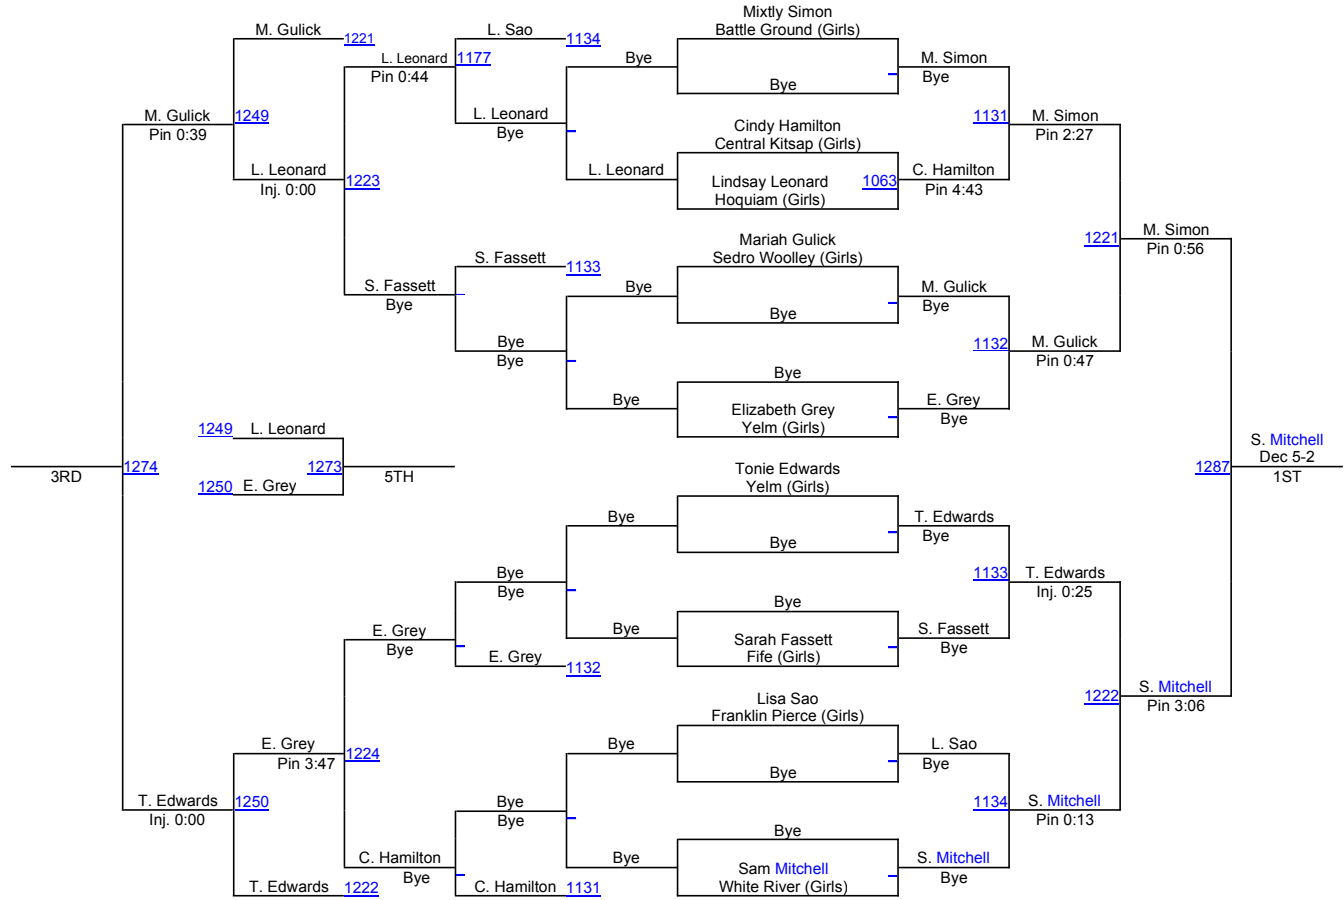 Mixtly Simon
M. Gulick
1221
L. Sao
1134
Battle Ground (Girls)
L. Leonard
1177
Bye
M. Simon
Pin 0:44
Bye
Bye
M. Gulick
1249
L. Leonard
1131
M. Simon
Pin 0:39
Bye
Cindy Hamilton
Pin 2:27
Central Kitsap (Girls)
L. Leonard
L. Leonard
C. Hamilton
Inj. 0:00
1223
Lindsay Leonard
1063
Pin 4:43
Hoquiam (Girls)
Mariah Gulick
1221
M. Simon
S. Fassett
1133
Sedro Woolley (Girls)
Pin 0:56
S. Fassett
Bye
M. Gulick
Bye
Bye
Bye
Bye
1132
M. Gulick
Bye
Pin 0:47
Bye
Bye
E. Grey
Elizabeth Grey
Bye
Yelm (Girls)
1249
L. Leonard
S. Mitchell
Dec 5-2
3RD
1274
1273
5TH
Tonie Edwards
1287
1ST
1250
E. Grey
Yelm (Girls)
Bye
T. Edwards
Bye
Bye
Bye
1133
T. Edwards
Inj. 0:25
Bye
E. Grey
Bye
S. Fassett
Bye
Sarah Fassett
Bye
E. Grey
1132
Fife (Girls)
S. Mitchell
Lisa Sao
1222
Pin 3:06
Franklin Pierce (Girls)
E. Grey
Bye
L. Sao
Pin 3:47
1224
Bye
Bye
T. Edwards
1250
Bye
1134
S. Mitchell
Inj. 0:00
Bye
Pin 0:13
Bye
C. Hamilton
Bye
S. Mitchell
Bye
Sam Mitchell
Bye
T. Edwards
1222
C. Hamilton
1131
White River (Girls)